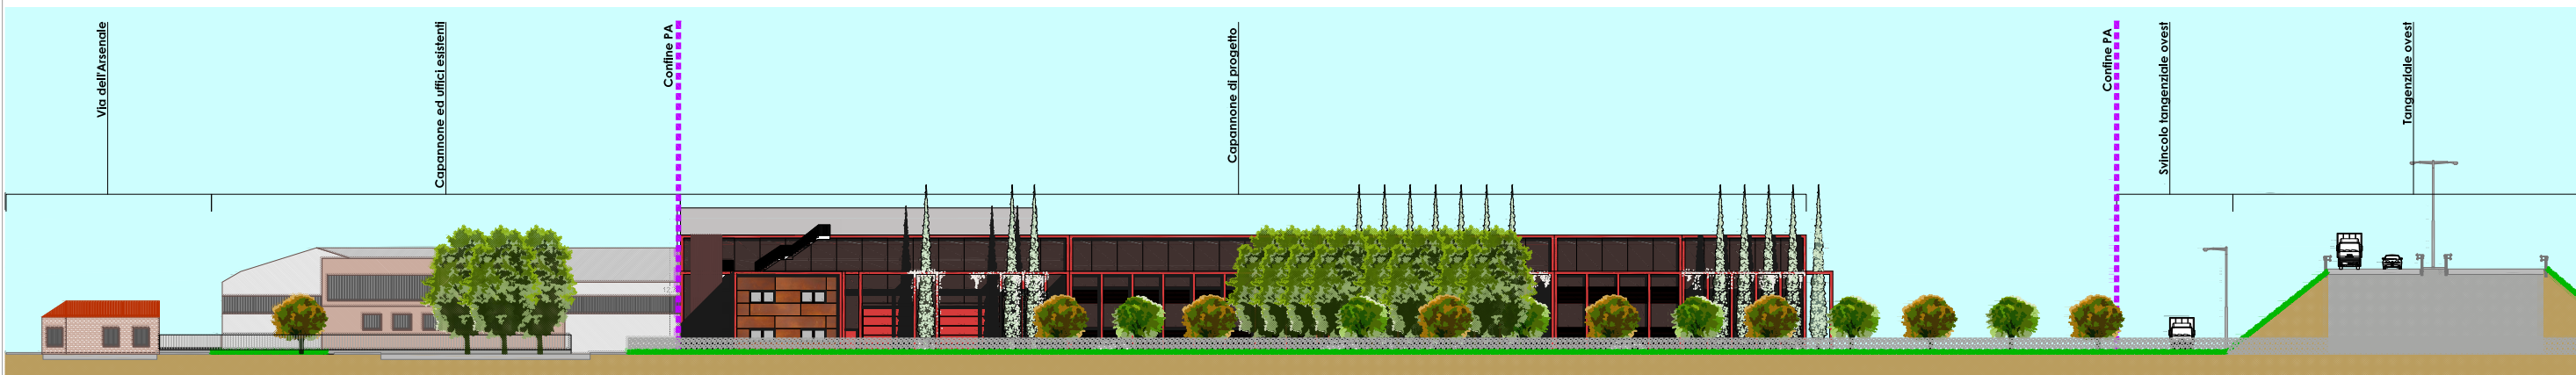 Via dell'Arsenale
Capannone ed uffici esistenti
Confine PA
Capannone di progetto
Confine PA
Svincolo tangenziale ovest
Tangenziale ovest